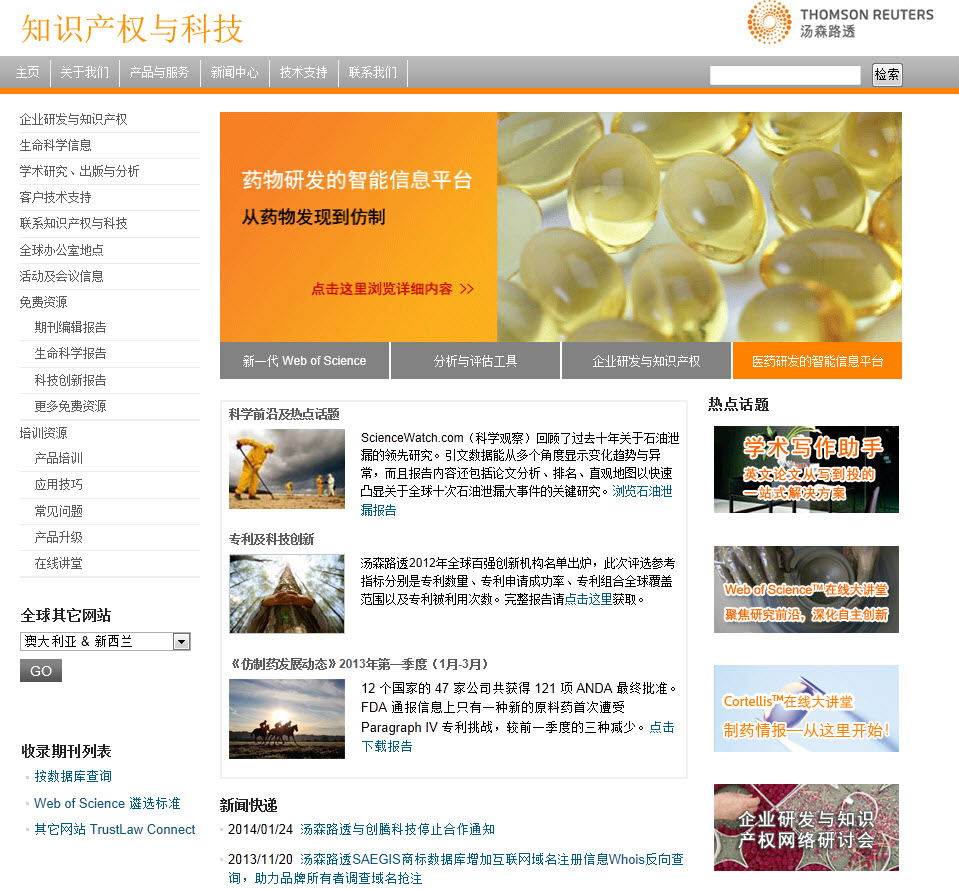 知识产权与科技
THOMSON REUTERS
汤森路透
主页
关于我们
产品与服务
新闻中心
技术支持
联系我们
检索
企业研发与知识产权
生命科学信息
学术研究、出版与分析
客户技术支持
联系知识产权与科技
全球办公室地点
活动及会议信息
免费资源
期刊编辑报告
生命科学报告
科技创新报告
更多免费资源
培训资源
产品培训
应用技巧
常见问题
产品升级
在线讲堂
全球其它网站
澳大利亚 & 新西兰
GO
收录期刊列表
按数据库查询
Web of Science 遴选标准
其它网站 TrustLaw Connect
药物研发的智能信息平台
从药物发现到仿制
点击这里浏览详细内容 >>
新一代 Web of Science
分析与评估工具
企业研发与知识产权
医药研发的智能信息平台
科学前沿及热点话题
ScienceWatch.com（科学观察）回顾了过去十年关于石油泄
漏的领先研究。引文数据能从多个角度显示变化趋势与异
常，而且报告内容还包括论文分析、排名、直观地图以快速
凸显关于全球十次石油泄漏大事件的关键研究。浏览石油泄
漏报告
专利及科技创新
汤森路透2012年全球百强创新机构名单出炉，此次评选参考
指标分别是专利数量、专利申请成功率、专利组合全球覆盖
范围以及专利被利用次数。完整报告请点击这里获取。
《仿制药发展动态》2013年第一季度（1月-3月）
12 个国家的 47 家公司共获得 121 项 ANDA 最终批准。
FDA 通报信息上只有一种新的原料药首次遭受
Paragraph IV 专利挑战，较前一季度的三种减少。点击
下载报告
新闻快递
2014/01/24 汤森路透与创腾科技停止合作通知
2013/11/20 汤森路透SAEGIS商标数据库增加互联网域名注册信息Whois反向查
询，助力品牌所有者调查域名抢注
热点话题
学术写作助手
英文论文从写到投的
一站式解决方案
Web of Science™在线大讲堂
聚焦研究前沿，深化自主创新
Cortellis™在线大讲堂
制药情报—从这里开始！
企业研发与知识
产权网络研讨会